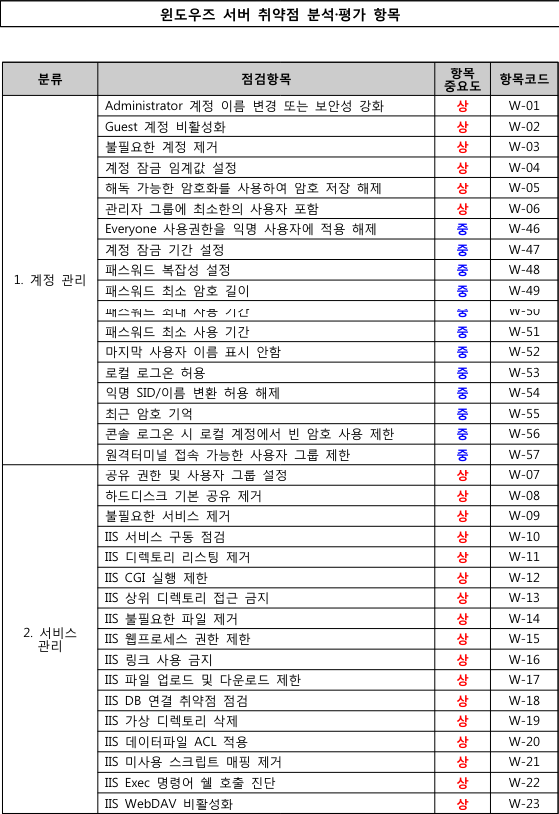 윈도우즈 서버 취약점 분석·평가 항목
분류 점검항목 항목 중요도 항목코드
1. 계정 관리
Administrator 계정 이름 변경 또는 보안성 강화 상 W-01
Guest 계정 비활성화 상 W-02
불필요한 계정 제거 상 W-03
계정 잠금 임계값 설정 상 W-04
해독 가능한 암호화를 사용하여 암호 저장 해제 상 W-05
관리자 그룹에 최소한의 사용자 포함 상 W-06
Everyone 사용권한을 익명 사용자에 적용 해제 중 W-46
계정 잠금 기간 설정 중 W-47
패스워드 복잡성 설정 중 W-48
패스워드 최소 암호 길이 중 W-49
패스워드 최대 사용 기간 중 W-50
패스워드 최소 사용 기간 중 W-51
마지막 사용자 이름 표시 안함 중 W-52
로컬 로그온 허용 중 W-53
익명 SID/이름 변환 허용 해제 중 W-54
최근 암호 기억 중 W-55
콘솔 로그온 시 로컬 계정에서 빈 암호 사용 제한 중 W-56
원격터미널 접속 가능한 사용자 그룹 제한 중 W-57
2. 서비스
관리
공유 권한 및 사용자 그룹 설정 상 W-07
하드디스크 기본 공유 제거 상 W-08
불필요한 서비스 제거 상 W-09
IIS 서비스 구동 점검 상 W-10
IIS 디렉토리 리스팅 제거 상 W-11
IIS CGI 실행 제한 상 W-12
IIS 상위 디렉토리 접근 금지 상 W-13
IIS 불필요한 파일 제거 상 W-14
IIS 웹프로세스 권한 제한 상 W-15
IIS 링크 사용 금지 상 W-16
IIS 파일 업로드 및 다운로드 제한 상 W-17
IIS DB 연결 취약점 점검 상 W-18
IIS 가상 디렉토리 삭제 상 W-19
IIS 데이터파일 ACL 적용 상 W-20
IIS 미사용 스크립트 매핑 제거 상 W-21
IIS Exec 명령어 쉘 호출 진단 상 W-22
IIS WebDAV 비활성화 상 W-23